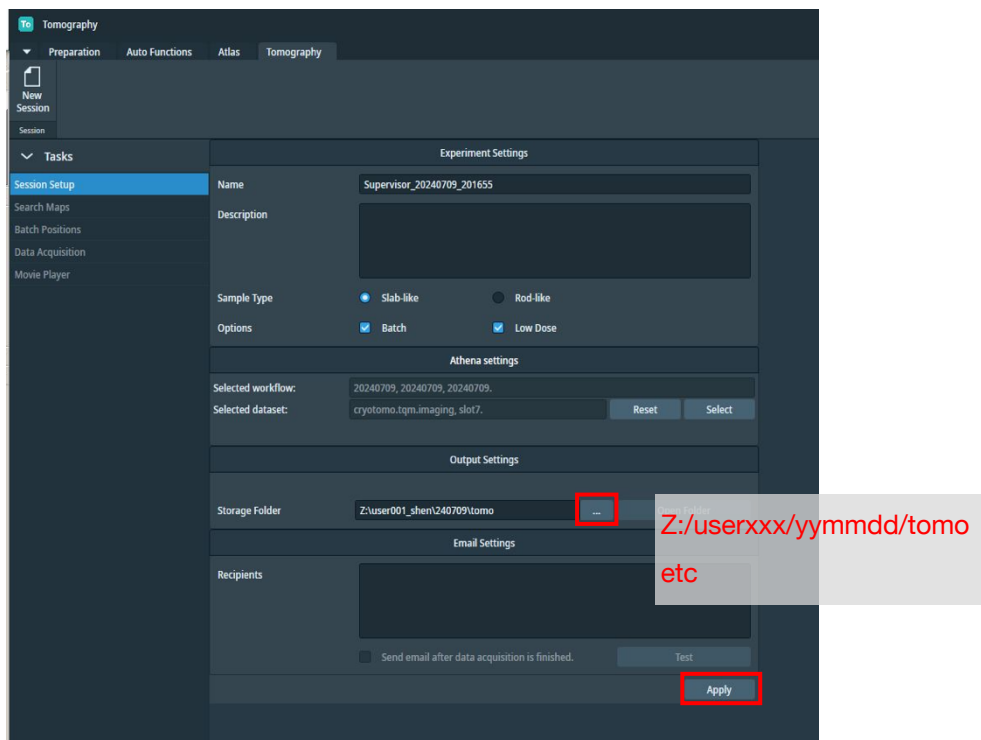 To Tomography
Preparation Auto Functions Atlas Tomography
New
Session
Session
Tasks
Session Setup
Search Maps
Batch Positions
Data Acquisition
Movie Player
Experiment Settings
Name Supervisor_20240709_201655
Description
Sample Type Slab-like Rod-like
Options Batch Low Dose
Athena settings
Selected workflow: 20240709, 20240709, 20240709.
Selected dataset: cryotomo.tqm.imaging, slot7. Reset Select
Output Settings
Storage Folder Z:\user001_shen\240709\tomo ... Open Folder
Z:/userxxx/yymmdd/tomo
etc
Email Settings
Recipients
Send email after data acquisition is finished. Test
Apply